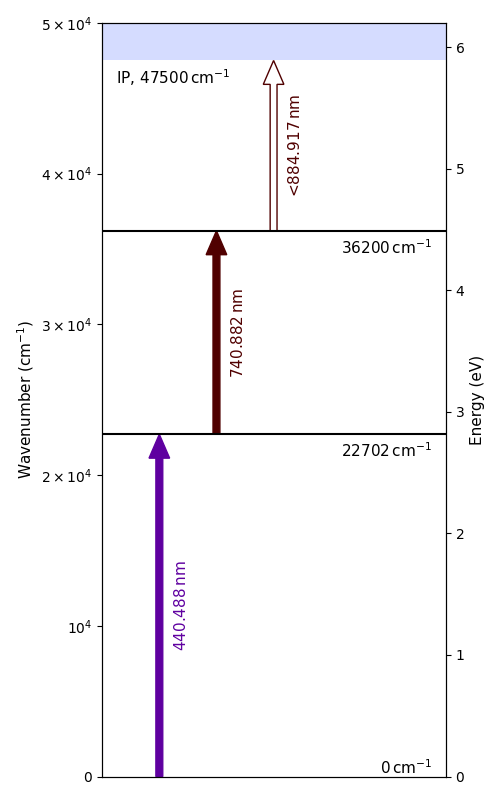 5 × 10⁴
6
IP, 47500 cm⁻¹
<884.917 nm
5
4 × 10⁴
36200 cm⁻¹
4
740.882 nm
3 × 10⁴
Wavenumber (cm⁻¹)
Energy (eV)
3
22702 cm⁻¹
2 × 10⁴
2
440.488 nm
10⁴
1
0 cm⁻¹
0
0